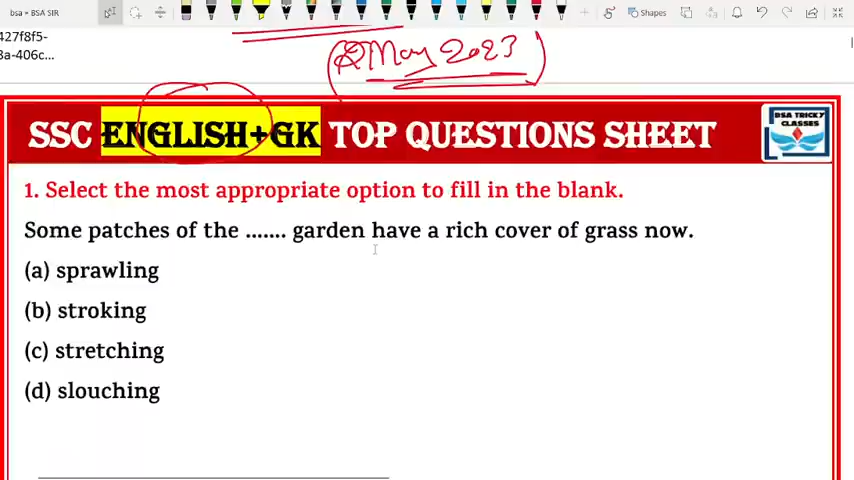 bsa » BSA SIR
Shapes
427f8f5-
3a-406c...
May 2023
SSC ENGLISH+GK TOP QUESTIONS SHEET
BSA TRICKY
CLASSES
1. Select the most appropriate option to fill in the blank.
Some patches of the ....... garden have a rich cover of grass now.
(a) sprawling
(b) stroking
(c) stretching
(d) slouching